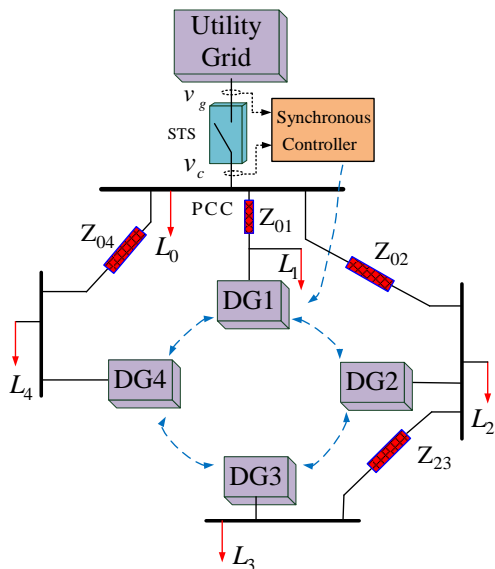 Utility
Grid
v_g
STS
Synchronous
Controller
v_c
PCC
Z_01
Z_04
L_0
Z_02
L_1
DG1
DG4
DG2
L_4
L_2
Z_23
DG3
L_3